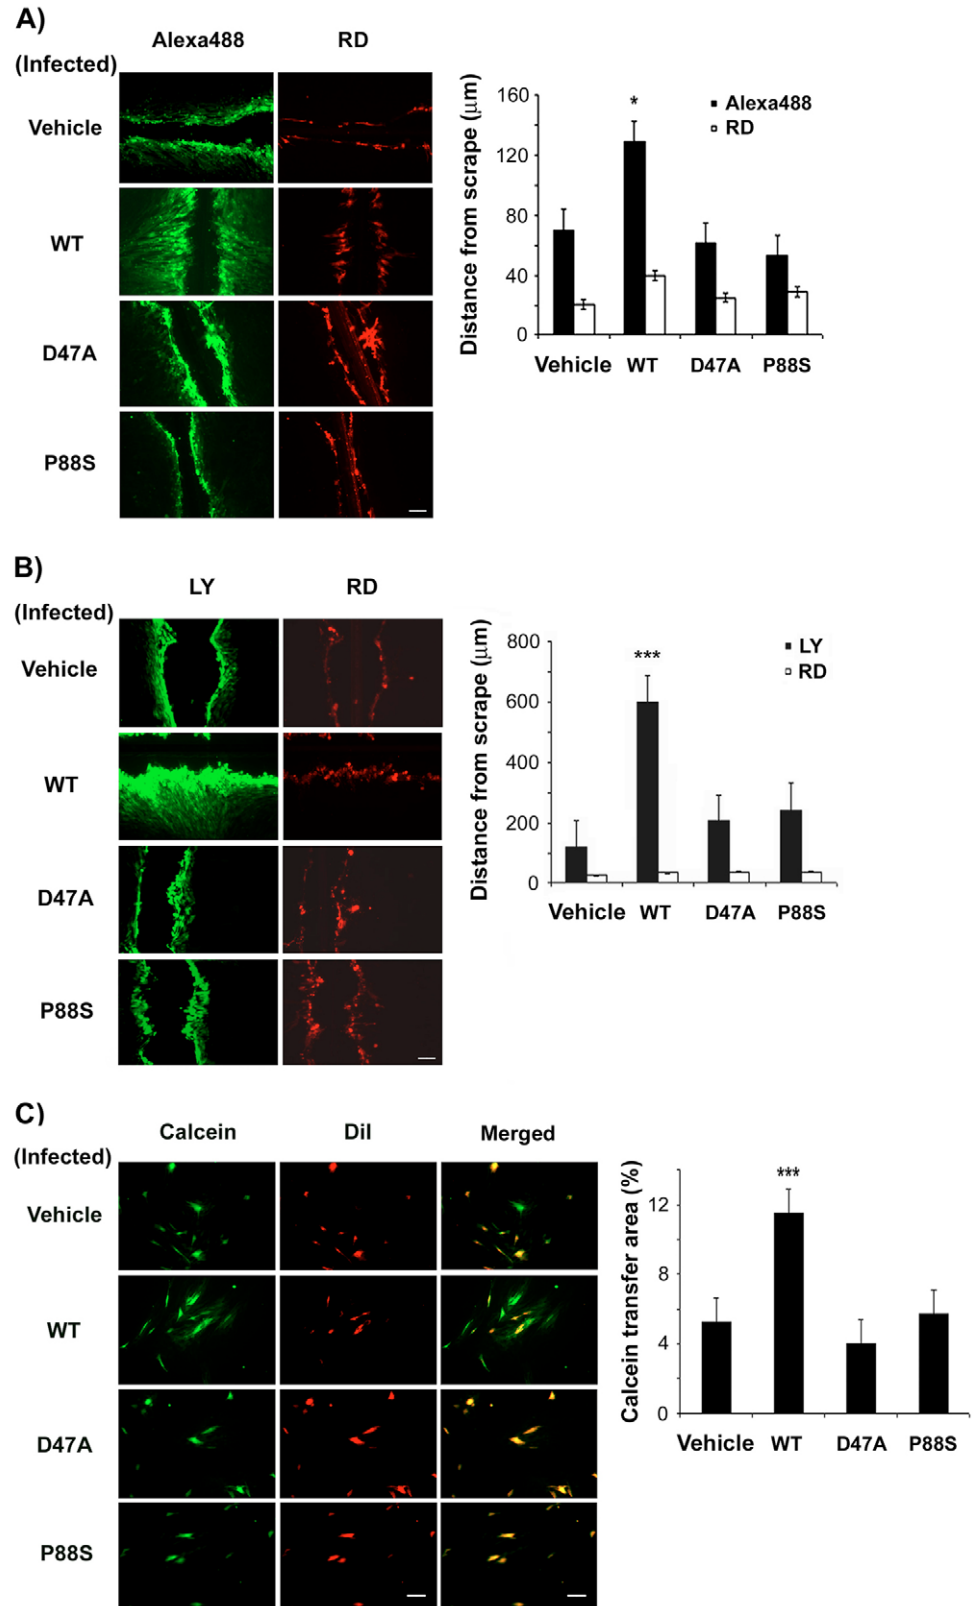 A)
Alexa488 RD
(Infected)
Vehicle
WT
D47A
P88S
Distance from scrape (μm)
160
120
80
40
0
*
Alexa488
RD
Vehicle WT D47A P88S
B)
LY RD
(Infected)
Vehicle
WT
D47A
P88S
Distance from scrape (μm)
800
600
400
200
0
***
LY
RD
Vehicle WT D47A P88S
C)
Calcein DiI Merged
(Infected)
Vehicle
WT
D47A
P88S
Calcein transfer area (%)
12
8
4
0
***
Vehicle WT D47A P88S